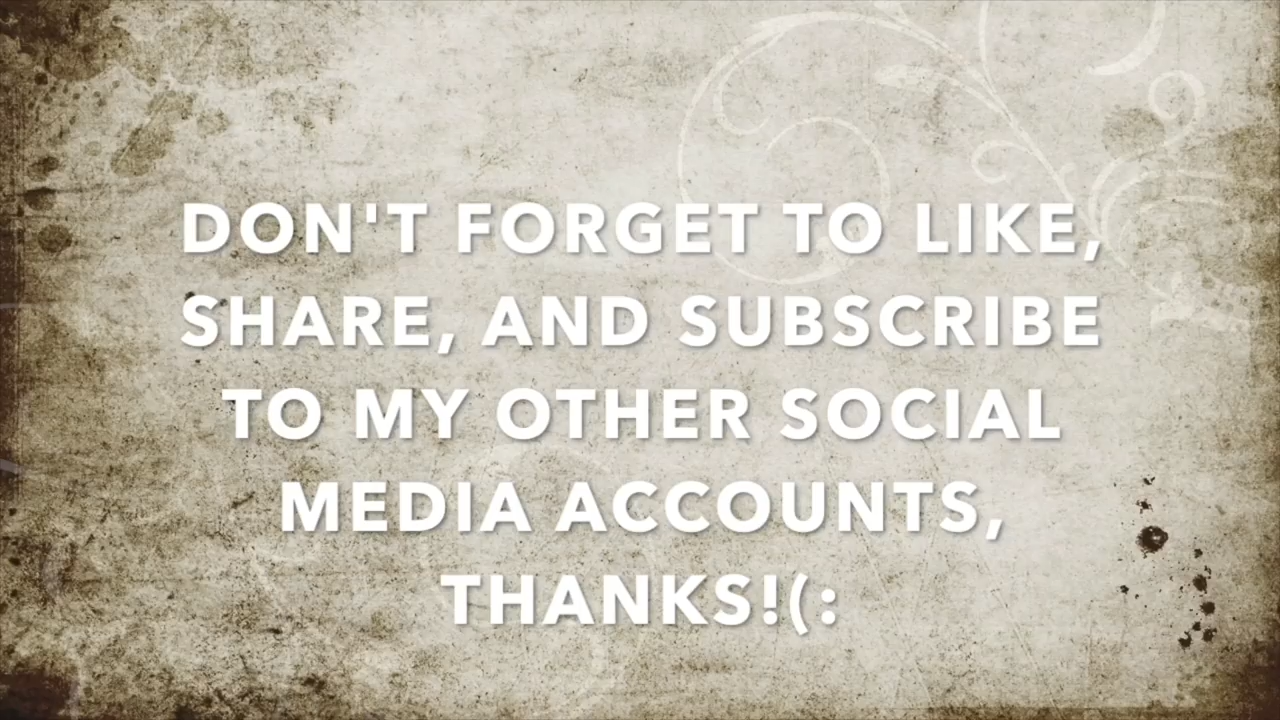 DON'T FORGET TO LIKE,
SHARE, AND SUBSCRIBE
TO MY OTHER SOCIAL
MEDIA ACCOUNTS,
THANKS!(: